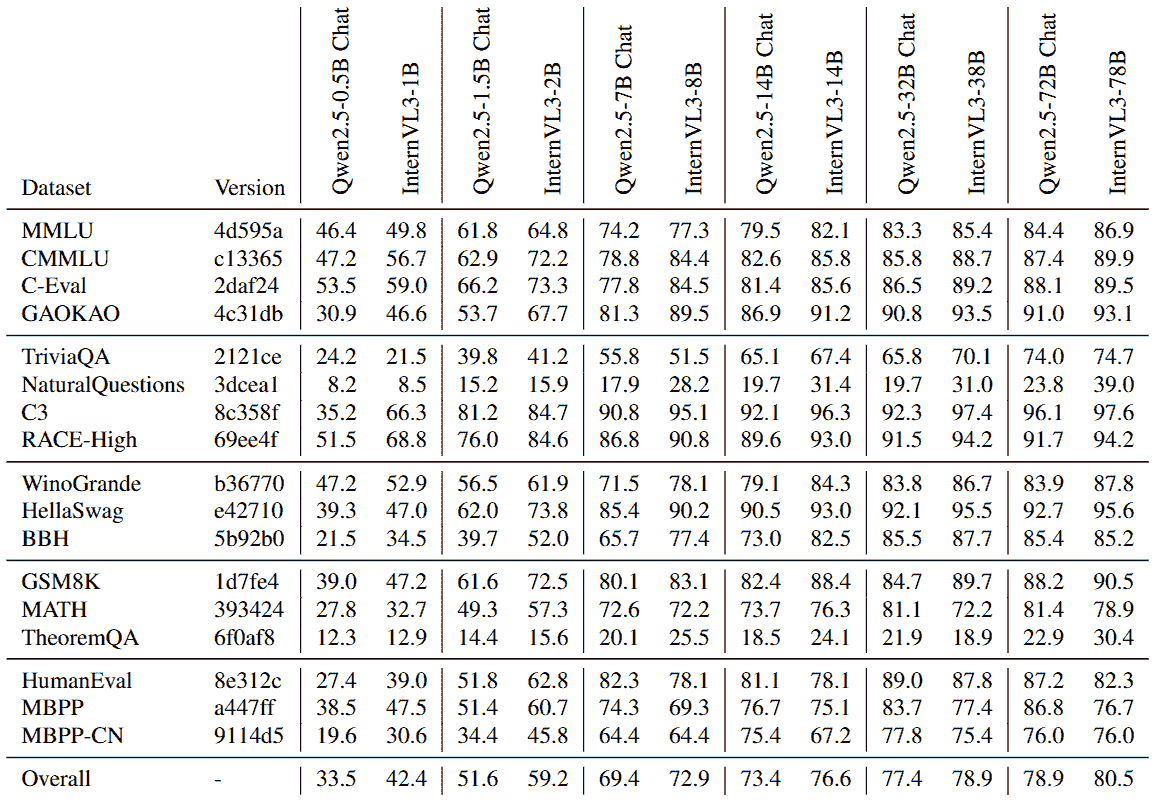 Dataset Version Qwen2.5-0.5B Chat InternVL3-1B Qwen2.5-1.5B Chat InternVL3-2B Qwen2.5-7B Chat InternVL3-8B Qwen2.5-14B Chat InternVL3-14B Qwen2.5-32B Chat InternVL3-38B Qwen2.5-72B Chat InternVL3-78B
MMLU 4d595a 46.4 49.8 61.8 64.8 74.2 77.3 79.5 82.1 83.3 85.4 84.4 86.9
CMMLU c13365 47.2 56.7 62.9 72.2 78.8 84.4 82.6 85.8 85.8 88.7 87.4 89.9
C-Eval 2daf24 53.5 59.0 66.2 73.3 77.8 84.5 81.4 85.6 86.5 89.2 88.1 89.5
GAOKAO 4c31db 30.9 46.6 53.7 67.7 81.3 89.5 86.9 91.2 90.8 93.5 91.0 93.1
TriviaQA 2121ce 24.2 21.5 39.8 41.2 55.8 51.5 65.1 67.4 65.8 70.1 74.0 74.7
NaturalQuestions 3dcea1 8.2 8.5 15.2 15.9 17.9 28.2 19.7 31.4 19.7 31.0 23.8 39.0
C3 8c358f 35.2 66.3 81.2 84.7 90.8 95.1 92.1 96.3 92.3 97.4 96.1 97.6
RACE-High 69ee4f 51.5 68.8 76.0 84.6 86.8 90.8 89.6 93.0 91.5 94.2 91.7 94.2
WinoGrande b36770 47.2 52.9 56.5 61.9 71.5 78.1 79.1 84.3 83.8 86.7 83.9 87.8
HellaSwag e42710 39.3 47.0 62.0 73.8 85.4 90.2 90.5 93.0 92.1 95.5 92.7 95.6
BBH 5b92b0 21.5 34.5 39.7 52.0 65.7 77.4 73.0 82.5 85.5 87.7 85.4 85.2
GSM8K 1d7fe4 39.0 47.2 61.6 72.5 80.1 83.1 82.4 88.4 84.7 89.7 88.2 90.5
MATH 393424 27.8 32.7 49.3 57.3 72.6 72.2 73.7 76.3 81.1 72.2 81.4 78.9
TheoremQA 6f0af8 12.3 12.9 14.4 15.6 20.1 25.5 18.5 24.1 21.9 18.9 22.9 30.4
HumanEval 8e312c 27.4 39.0 51.8 62.8 82.3 78.1 81.1 78.1 89.0 87.8 87.2 82.3
MBPP a447ff 38.5 47.5 51.4 60.7 74.3 69.3 76.7 75.1 83.7 77.4 86.8 76.7
MBPP-CN 9114d5 19.6 30.6 34.4 45.8 64.4 64.4 75.4 67.2 77.8 75.4 76.0 76.0
Overall - 33.5 42.4 51.6 59.2 69.4 72.9 73.4 76.6 77.4 78.9 78.9 80.5